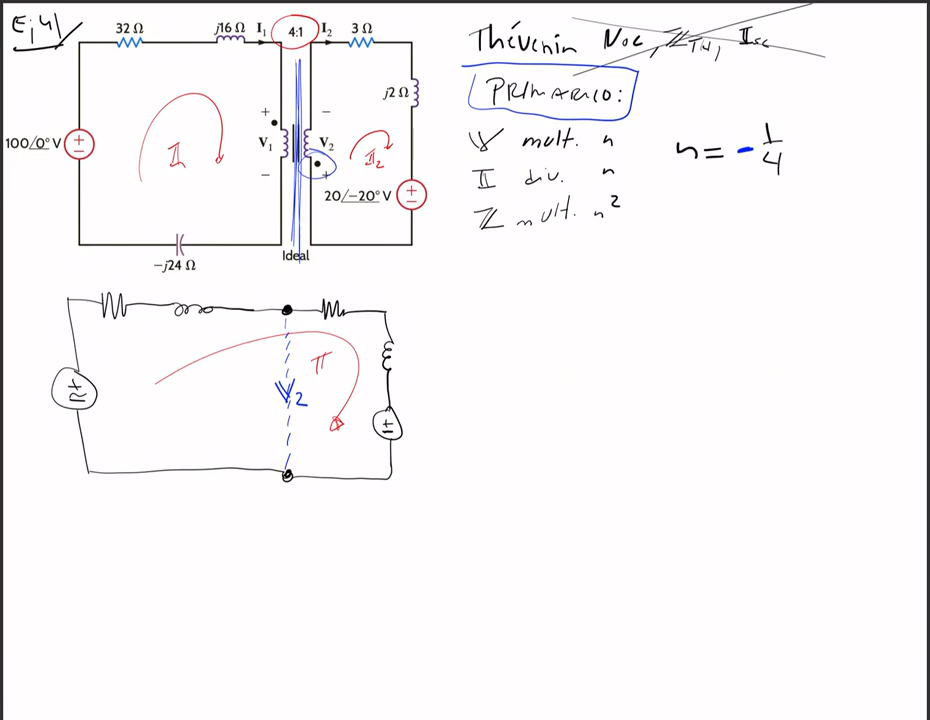 Ej 4/
32 Ω
j16 Ω
I₁
4:1
I₂
3 Ω
j2 Ω
100/0° V
+
−
+
V₁
−
−
V₂
+
I
I₂
20/−20° V
+
−
Ideal
−j24 Ω
Thévenin Voc, ZTH, Isc
PRIMARIO:
V mult. n
I div. n
Z mult. n²
n = - 1/4
I
V₂
+
+